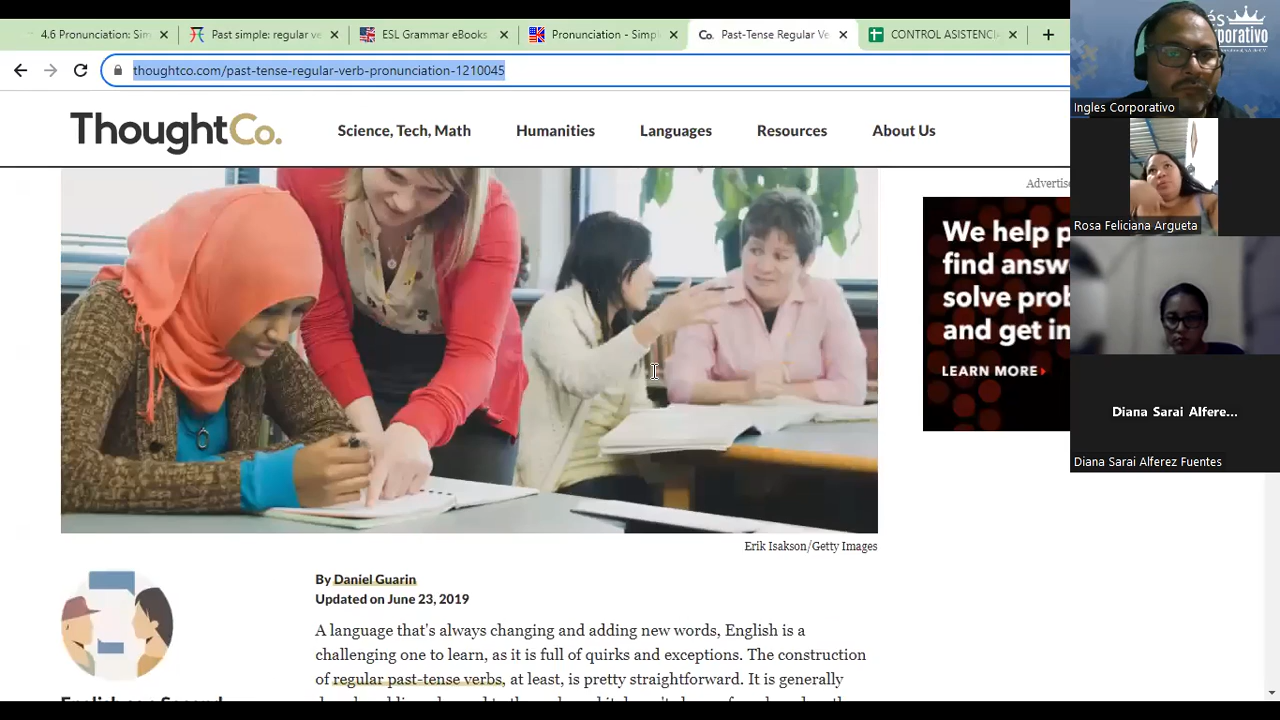 4.6 Pronunciation: Sim
Past simple: regular ve
ESL Grammar eBooks
Pronunciation - Simpl
Co. Past-Tense Regular Ve
CONTROL ASISTENCI
thoughtco.com/past-tense-regular-verb-pronunciation-1210045
ThoughtCo.
Science, Tech, Math
Humanities
Languages
Resources
About Us
Advertise
We help p
find answ
solve prob
and get in
LEARN MORE
Erik Isakson/Getty Images
By Daniel Guarin
Updated on June 23, 2019
A language that's always changing and adding new words, English is a
challenging one to learn, as it is full of quirks and exceptions. The construction
of regular past-tense verbs, at least, is pretty straightforward. It is generally
és
rporativo
Ingles Corporativo
Rosa Feliciana Argueta
Diana Sarai Alfere...
Diana Sarai Alferez Fuentes